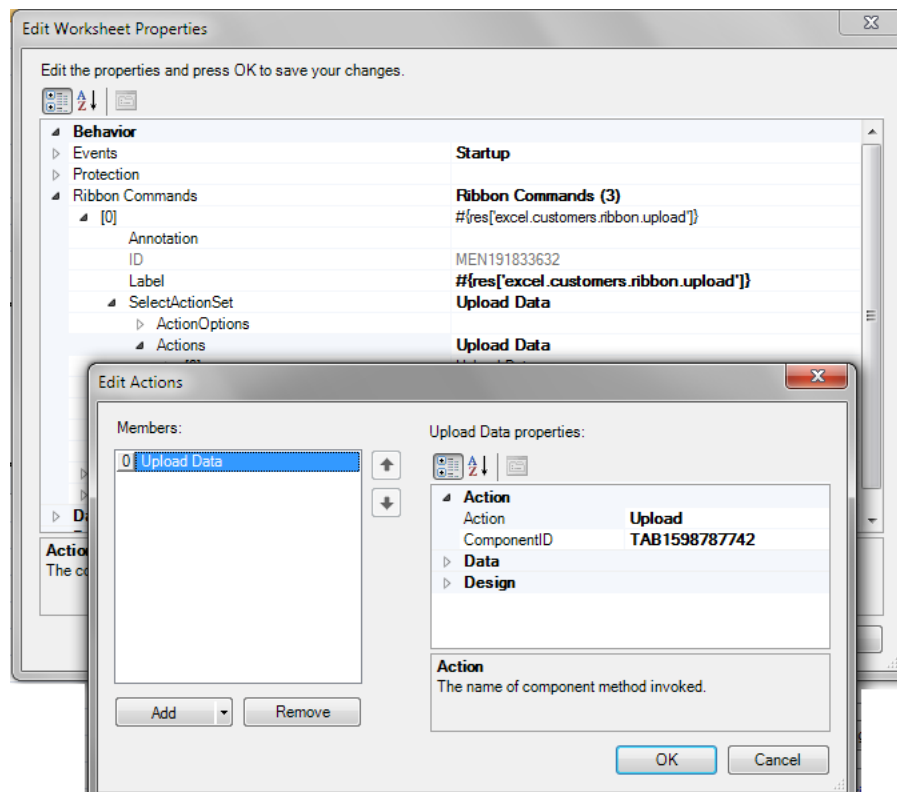 Edit Worksheet Properties
Edit the properties and press OK to save your changes.
Behavior
Events Startup
Protection
Ribbon Commands Ribbon Commands (3)
[0] #{res['excel.customers.ribbon.upload']}
Annotation
ID MEN191833632
Label #{res['excel.customers.ribbon.upload']}
SelectActionSet Upload Data
ActionOptions
Actions Upload Data
Edit Actions
Members:
Upload Data properties:
0 Upload Data
Action
Action Upload
ComponentID TAB1598787742
Data
Design
Action
The name of component method invoked.
Add
Remove
OK
Cancel